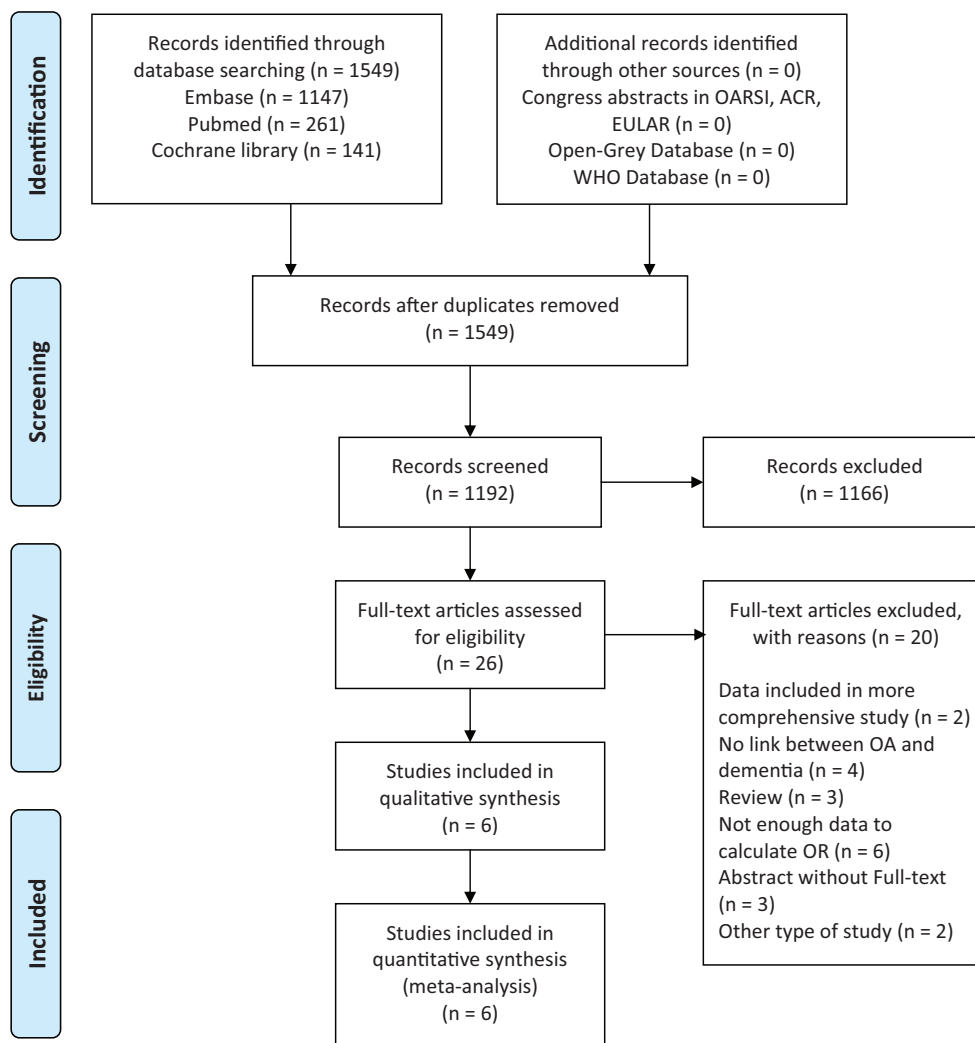 Identification
Records identified through
database searching (n = 1549)
Embase (n = 1147)
Pubmed (n = 261)
Cochrane library (n = 141)
Additional records identified
through other sources (n = 0)
Congress abstracts in OARSI, ACR,
EULAR (n = 0)
Open-Grey Database (n = 0)
WHO Database (n = 0)
Screening
Records after duplicates removed
(n = 1549)
Records screened
(n = 1192)
Records excluded
(n = 1166)
Eligibility
Full-text articles assessed
for eligibility
(n = 26)
Full-text articles excluded,
with reasons (n = 20)
Data included in more
comprehensive study (n = 2)
No link between OA and
dementia (n = 4)
Review (n = 3)
Not enough data to
calculate OR (n = 6)
Abstract without Full-text
(n = 3)
Other type of study (n = 2)
Studies included in
qualitative synthesis
(n = 6)
Included
Studies included in
quantitative synthesis
(meta-analysis)
(n = 6)